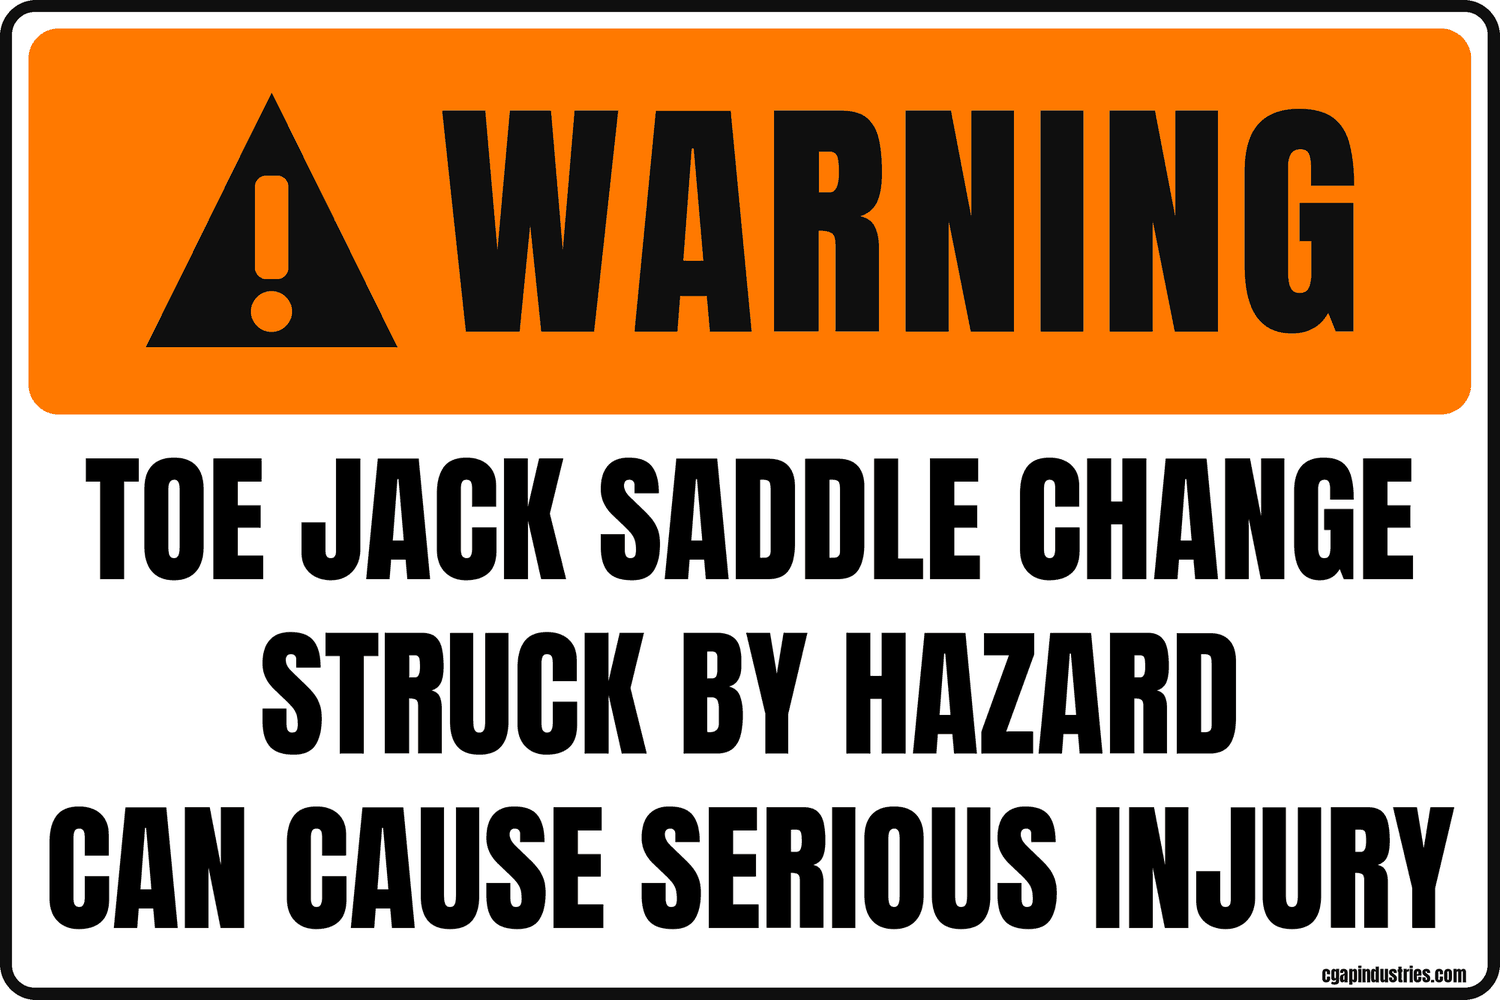 WARNING
TOE JACK SADDLE CHANGE
STRUCK BY HAZARD
CAN CAUSE SERIOUS INJURY
cgapindustries.com